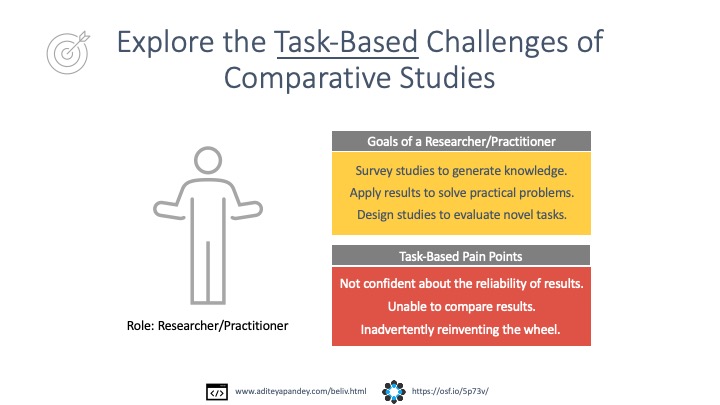 Explore the Task-Based Challenges of
Comparative Studies
Goals of a Researcher/Practitioner
Survey studies to generate knowledge.
Apply results to solve practical problems.
Design studies to evaluate novel tasks.
Task-Based Pain Points
Not confident about the reliability of results.
Unable to compare results.
Inadvertently reinventing the wheel.
Role: Researcher/Practitioner
www.aditeyapandey.com/beliv.html
https://osf.io/5p73v/